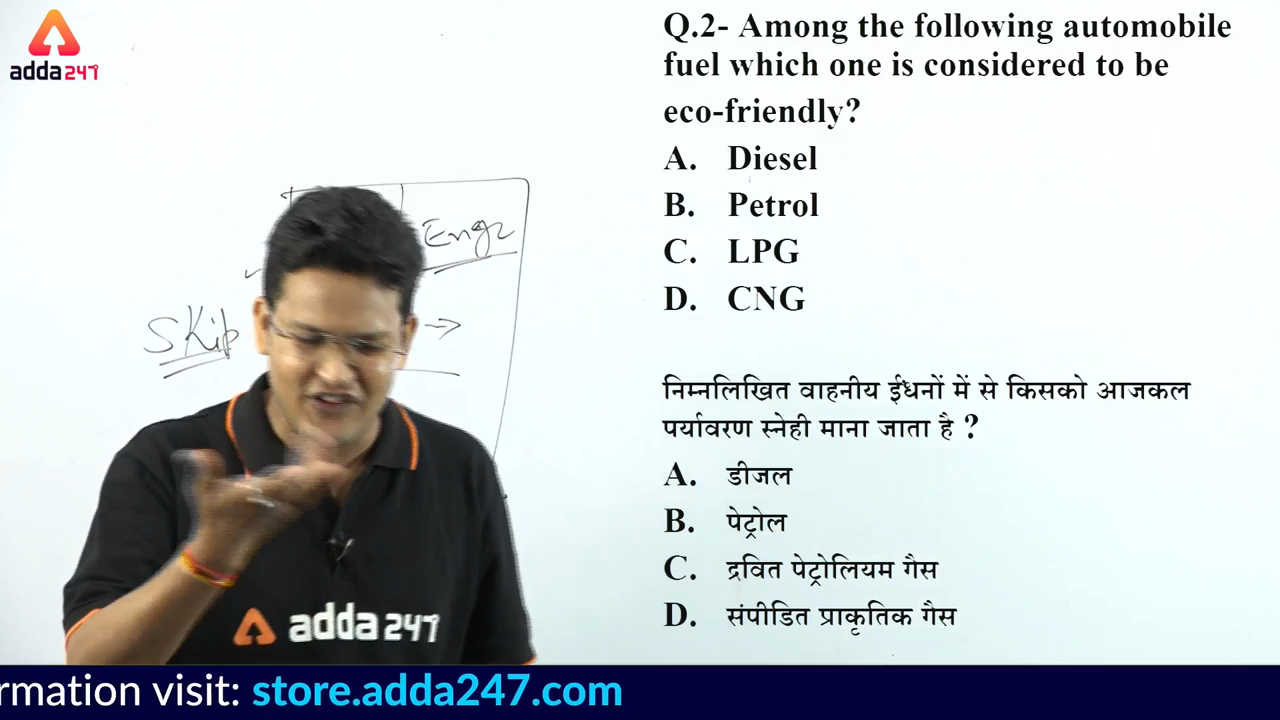 adda247
Q.2- Among the following automobile
fuel which one is considered to be
eco-friendly?
A. Diesel
B. Petrol
C. LPG
D. CNG
निम्नलिखित वाहनीय ईंधनों में से किसको आजकल
पर्यावरण स्नेही माना जाता है ?
A. डीजल
B. पेट्रोल
C. द्रवित पेट्रोलियम गैस
D. संपीडित प्राकृतिक गैस
Skip
adda247
rmation visit: store.adda247.com